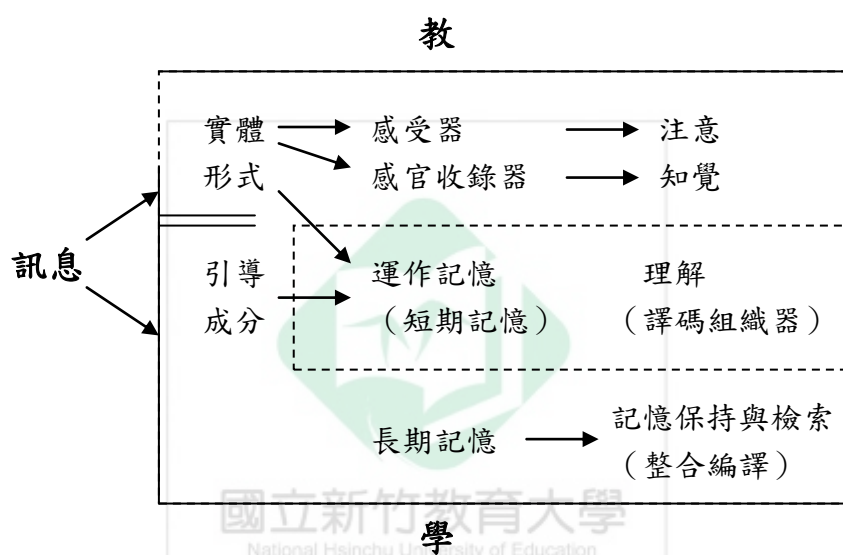 教
實體 感受器 注意
形式 感官收錄器 知覺
訊息
引導 運作記憶 理解
成分 （短期記憶） （譯碼組織器）
長期記憶 記憶保持與檢索
（整合編譯）
國立新竹教育大學
National Hsinchu University of Education
學